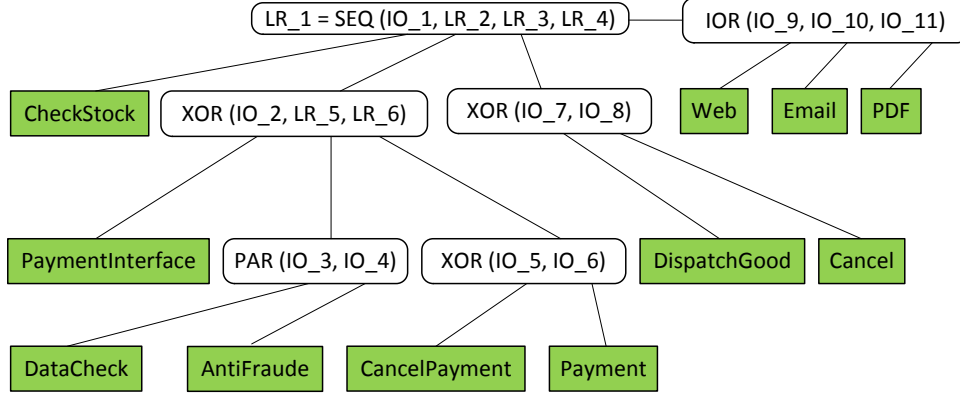 LR_1 = SEQ (IO_1, LR_2, LR_3, LR_4)
IOR (IO_9, IO_10, IO_11)
CheckStock
XOR (IO_2, LR_5, LR_6)
XOR (IO_7, IO_8)
Web
Email
PDF
PaymentInterface
PAR (IO_3, IO_4)
XOR (IO_5, IO_6)
DispatchGood
Cancel
DataCheck
AntiFraude
CancelPayment
Payment